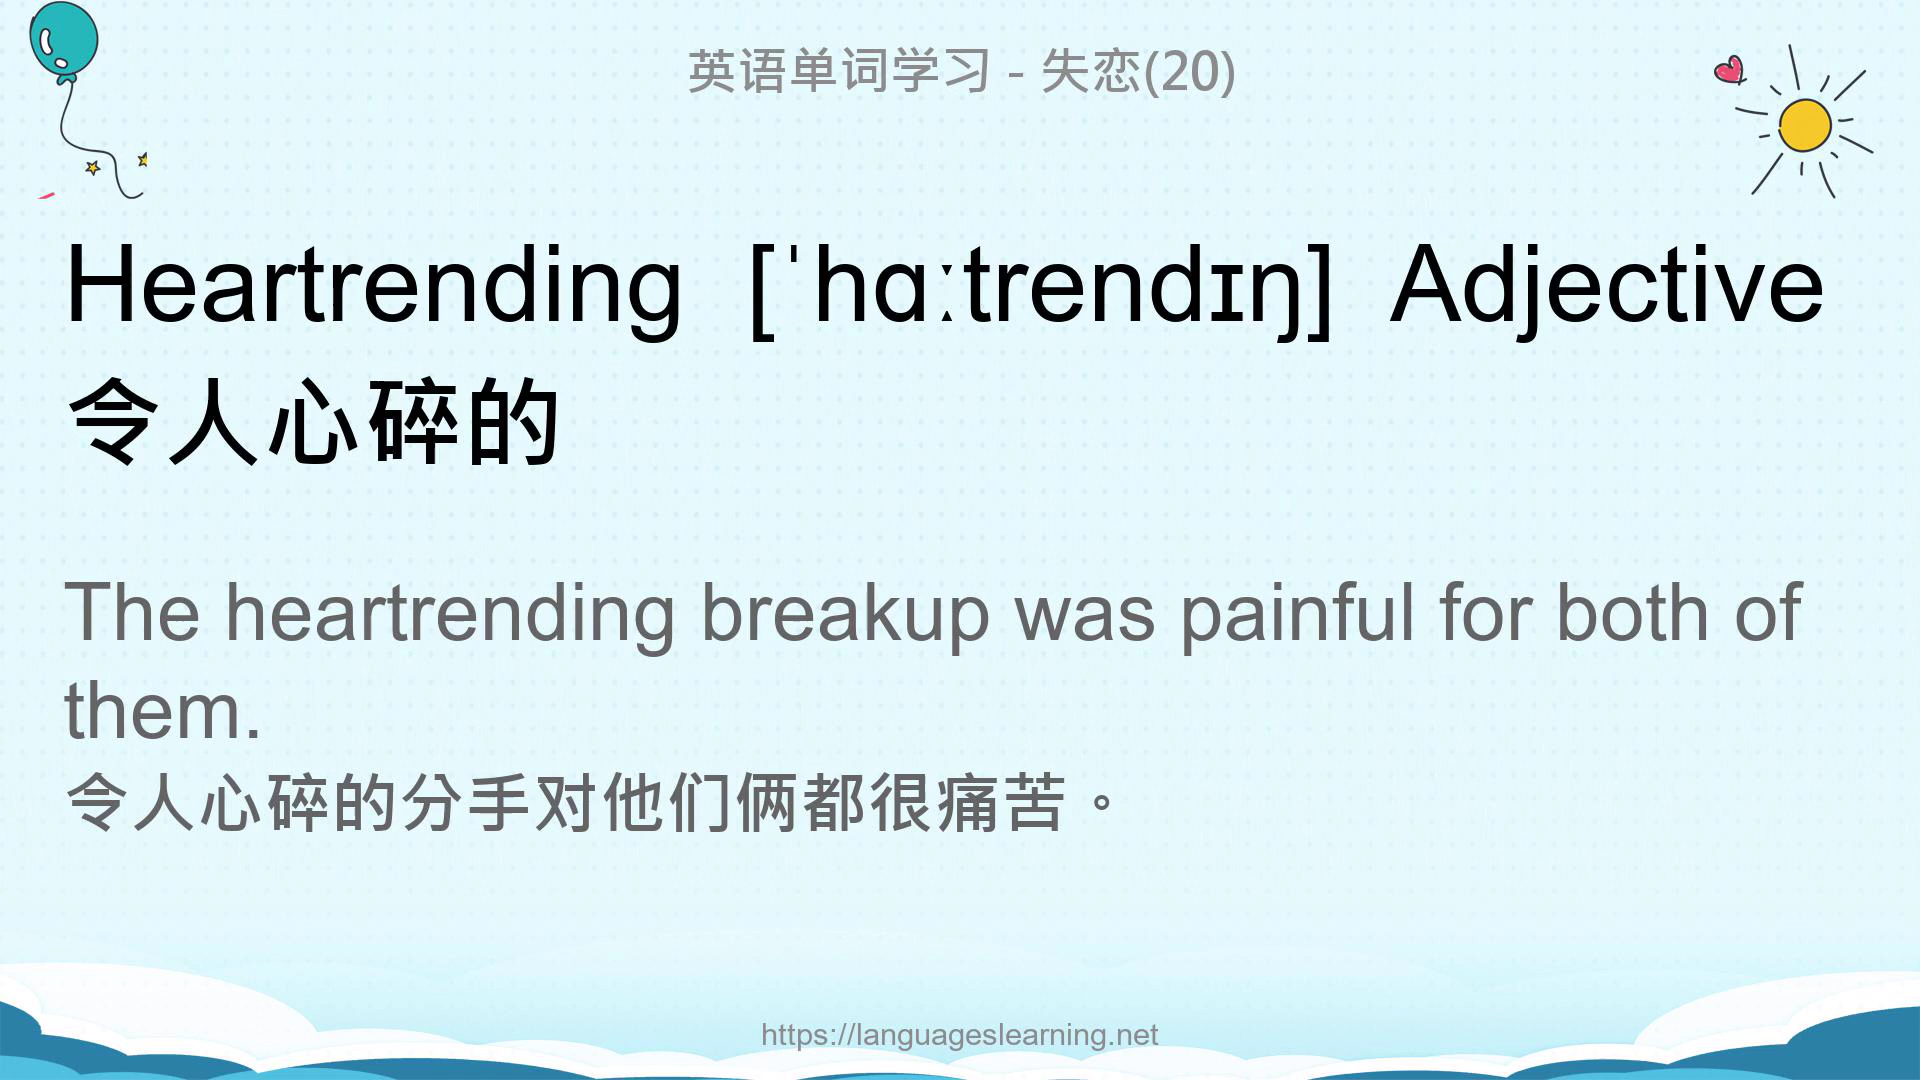 英语单词学习 - 失恋(20)
Heartrending [ˈhɑːtrendɪŋ] Adjective
令人心碎的
The heartrending breakup was painful for both of
them.
令人心碎的分手对他们俩都很痛苦。
https://languageslearning.net